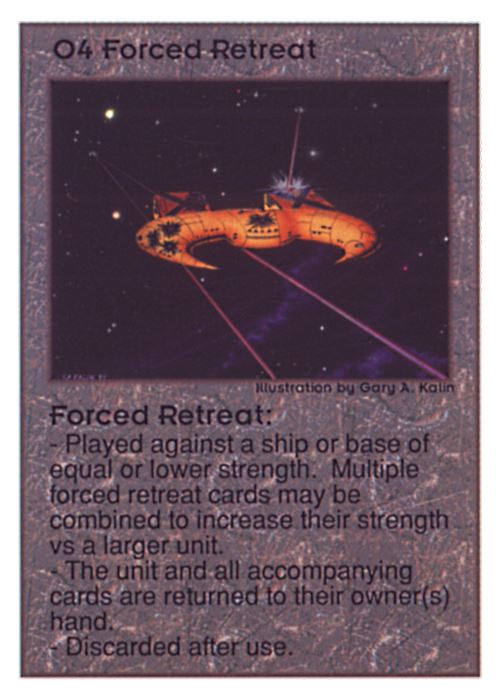 O4 Forced Retreat
Illustration by Gary A. Kalin
Forced Retreat:
- Played against a ship or base of
equal or lower strength.  Multiple
forced retreat cards may be
combined to increase their strength
vs a larger unit.
- The unit and all accompanying
cards are returned to their owner(s)
hand.
- Discarded after use.